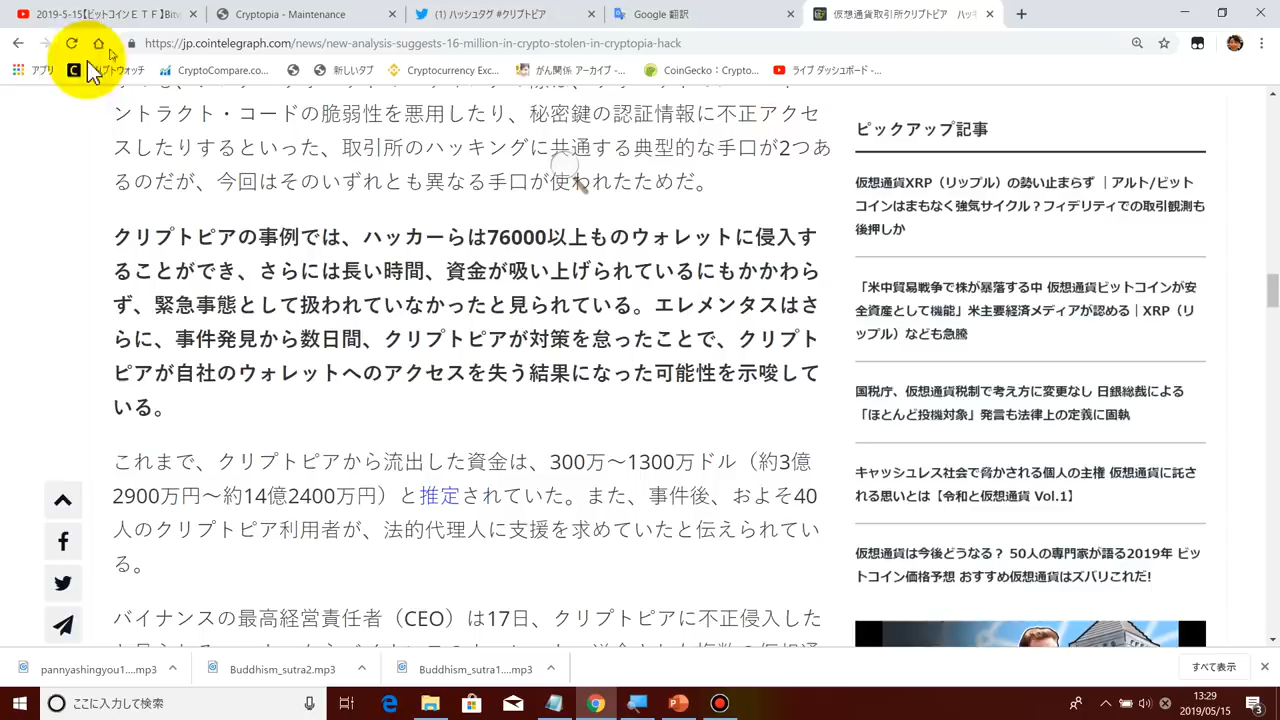 2019-5-15【ビットコインＥＴＦ】Bitv
Cryptopia - Maintenance
(1) ハッシュタグ #クリプトピア
Google 翻訳
仮想通貨取引所クリプトピア ハッキ
https://jp.cointelegraph.com/news/new-analysis-suggests-16-million-in-crypto-stolen-in-cryptopia-hack
アプリ
プトウォッチ
CryptoCompare.co...
新しいタブ
Cryptocurrency Exc...
がん関係 アーカイブ - ...
CoinGecko：Crypto...
ライブ ダッシュボード - ...
ントラクト・コードの脆弱性を悪用したり、秘密鍵の認証情報に不正アクセ
スしたりするといった、取引所のハッキングに共通する典型的な手口が2つあ
るのだが、今回はそのいずれとも異なる手口が使われたためだ。
クリプトピアの事例では、ハッカーらは76000以上ものウォレットに侵入す
ることができ、さらには長い時間、資金が吸い上げられているにもかかわら
ず、緊急事態として扱われていなかったと見られている。エレメンタスはさ
らに、事件発見から数日間、クリプトピアが対策を怠ったことで、クリプト
ピアが自社のウォレットへのアクセスを失う結果になった可能性を示唆して
いる。
これまで、クリプトピアから流出した資金は、300万～1300万ドル（約3億
2900万円～約14億2400万円）と推定されていた。また、事件後、およそ40
人のクリプトピア利用者が、法的代理人に支援を求めていたと伝えられてい
る。
バイナンスの最高経営責任者（CEO）は17日、クリプトピアに不正侵入した
ピックアップ記事
仮想通貨XRP（リップル）の勢い止まらず ｜アルト/ビット
コインはまもなく強気サイクル？フィデリティでの取引観測も
後押しか
「米中貿易戦争で株が暴落する中 仮想通貨ビットコインが安
全資産として機能」米主要経済メディアが認める｜XRP（リ
ップル）なども急騰
国税庁、仮想通貨税制で考え方に変更なし 日銀総裁による
「ほとんど投機対象」発言も法律上の定義に固執
キャッシュレス社会で脅かされる個人の主権 仮想通貨に託さ
れる思いとは【令和と仮想通貨 Vol.1】
仮想通貨は今後どうなる？ 50人の専門家が語る2019年 ビッ
トコイン価格予想 おすすめ仮想通貨はズバリこれだ!
pannyashingyou1....mp3
Buddhism_sutra2.mp3
Buddhism_sutra1....mp3
すべて表示
ここに入力して検索
13:29
2019/05/15
3